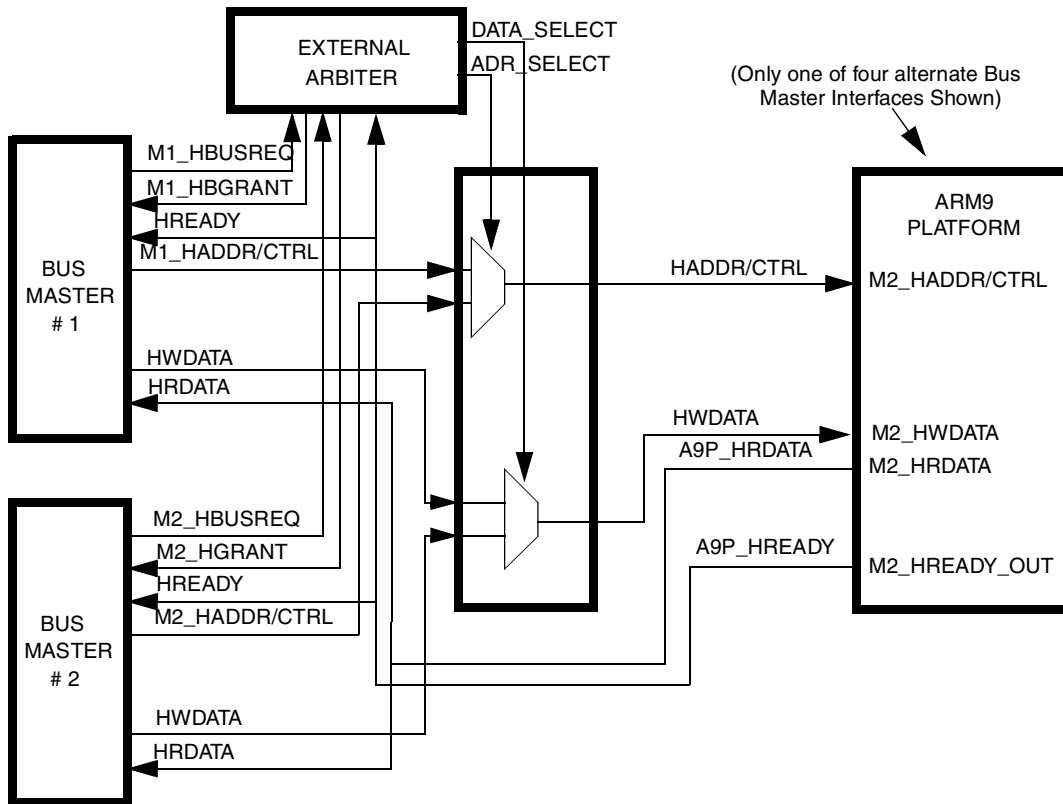 EXTERNAL
ARBITER
DATA_SELECT
ADR_SELECT
(Only one of four alternate Bus
Master Interfaces Shown)
BUS
MASTER
# 1
M1_HBUSREQ
M1_HBGRANT
HREADY
M1_HADDR/CTRL
HWDATA
HRDATA
HADDR/CTRL
HWDATA
A9P_HRDATA
A9P_HREADY
ARM9
PLATFORM
M2_HADDR/CTRL
M2_HWDATA
M2_HRDATA
M2_HREADY_OUT
BUS
MASTER
# 2
M2_HBUSREQ
M2_HGRANT
HREADY
M2_HADDR/CTRL
HWDATA
HRDATA